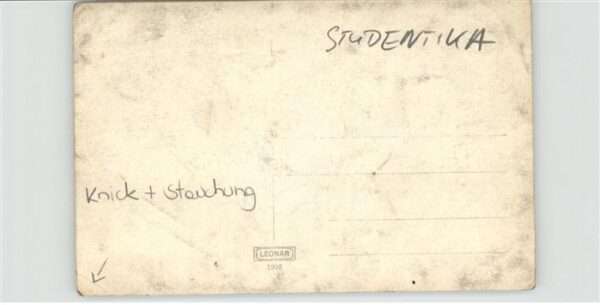 STUDENTIKA
Knick + Stauchung
LEONAR